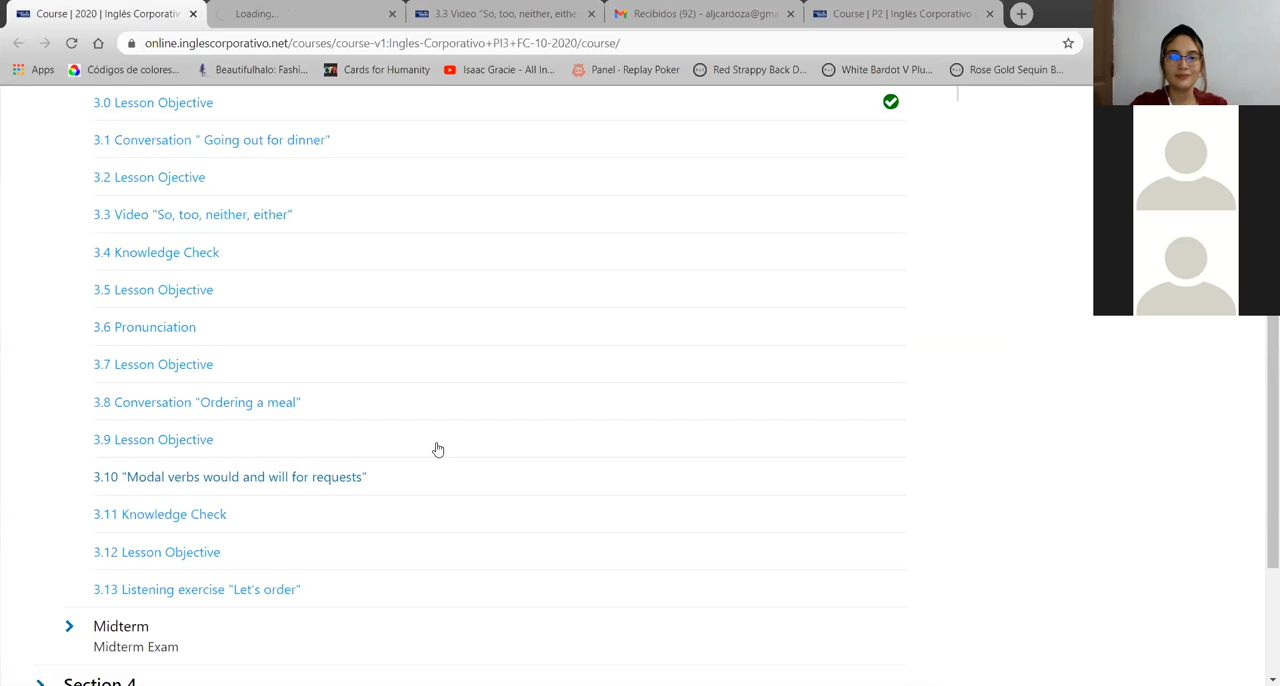 Course | 2020 | Inglés Corporativ
Loading...
3.3 Video "So, too, neither, eithe
Recibidos (92) - aljcardoza@gma
Course | P2 | Inglés Corporativo
online.inglescorporativo.net/courses/course-v1:Ingles-Corporativo+PI3+FC-10-2020/course/
Apps
Códigos de colores...
Beautifulhalo: Fashi...
Cards for Humanity
Isaac Gracie - All In...
Panel · Replay Poker
Red Strappy Back D...
White Bardot V Plu...
Rose Gold Sequin B...
3.0 Lesson Objective
3.1 Conversation " Going out for dinner"
3.2 Lesson Ojective
3.3 Video "So, too, neither, either"
3.4 Knowledge Check
3.5 Lesson Objective
3.6 Pronunciation
3.7 Lesson Objective
3.8 Conversation "Ordering a meal"
3.9 Lesson Objective
3.10 "Modal verbs would and will for requests"
3.11 Knowledge Check
3.12 Lesson Objective
3.13 Listening exercise "Let's order"
Midterm
Midterm Exam
Section 4